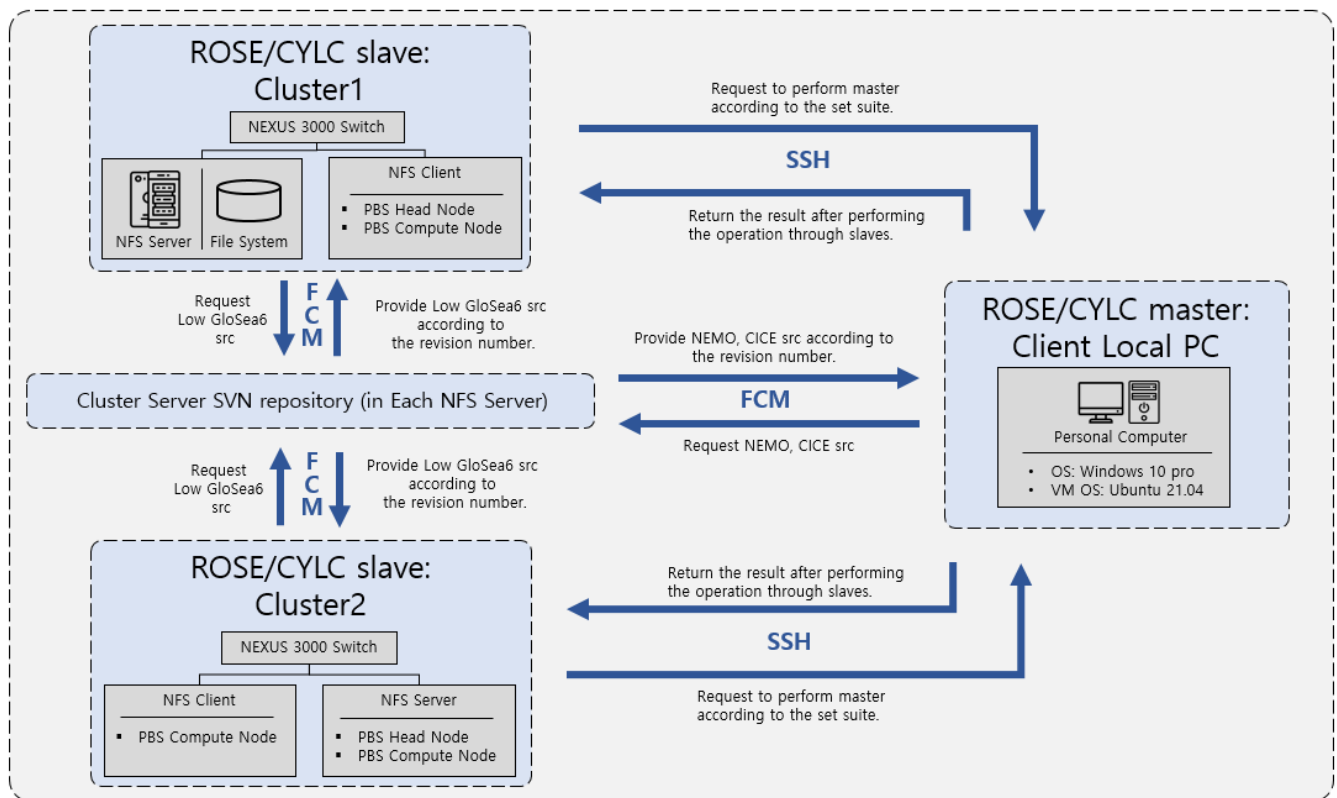 ROSE/CYLC slave:
Cluster1
NEXUS 3000 Switch
NFS Server
File System
NFS Client
▪ PBS Head Node
▪ PBS Compute Node
Request to perform master
according to the set suite.
SSH
Return the result after performing
the operation through slaves.
Request
Low GloSea6
src
F
C
M
Provide Low GloSea6 src
according to
the revision number.
Cluster Server SVN repository (in Each NFS Server)
Provide NEMO, CICE src according to
the revision number.
FCM
Request NEMO, CICE src
ROSE/CYLC master:
Client Local PC
Personal Computer
• OS: Windows 10 pro
• VM OS: Ubuntu 21.04
Request
Low GloSea6
src
F
C
M
Provide Low GloSea6 src
according to
the revision number.
ROSE/CYLC slave:
Cluster2
NEXUS 3000 Switch
NFS Client
▪ PBS Compute Node
NFS Server
▪ PBS Head Node
▪ PBS Compute Node
Return the result after performing
the operation through slaves.
SSH
Request to perform master
according to the set suite.